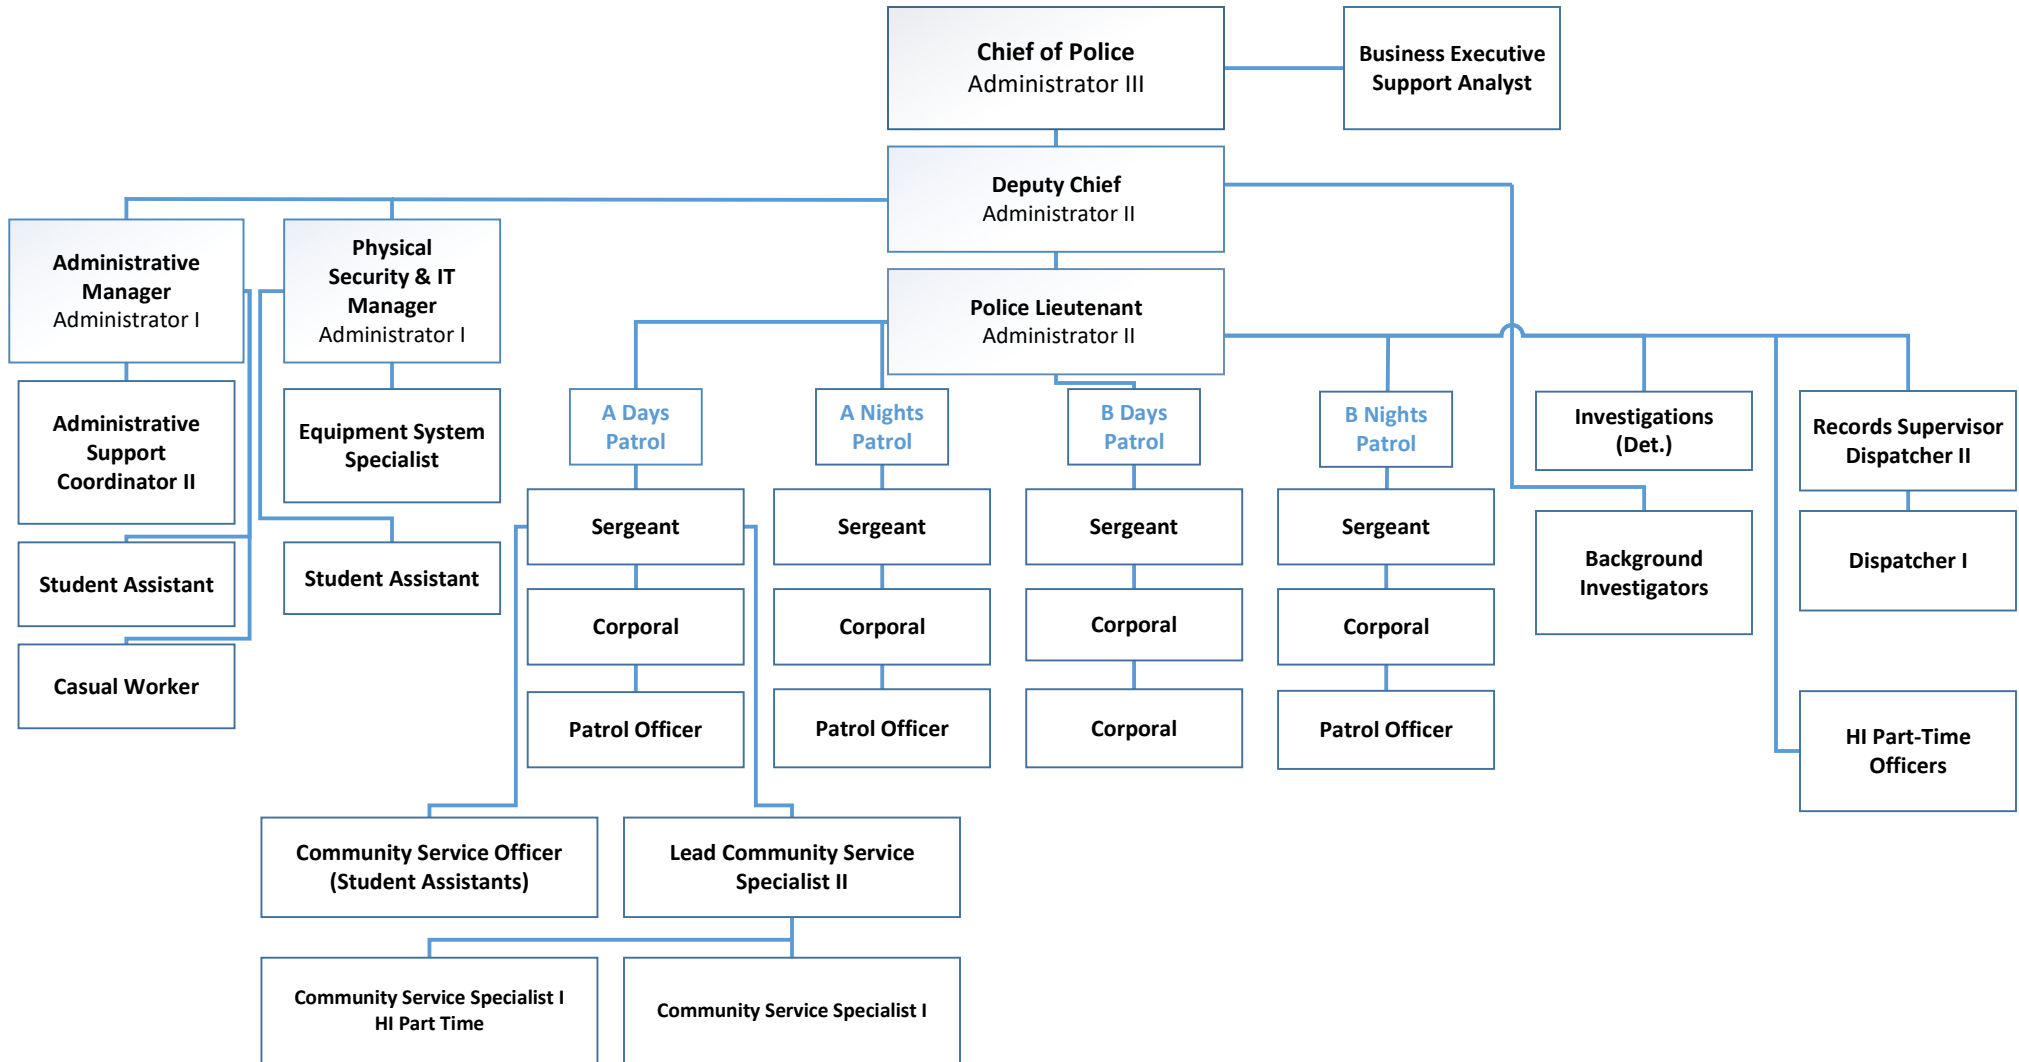 Chief of Police
Administrator III
Business Executive
Support Analyst
Deputy Chief
Administrator II
Administrative
Manager
Administrator I
Physical
Security & IT
Manager
Administrator I
Police Lieutenant
Administrator II
Administrative
Support
Coordinator II
Equipment System
Specialist
A Days
Patrol
A Nights
Patrol
B Days
Patrol
B Nights
Patrol
Investigations
(Det.)
Records Supervisor
Dispatcher II
Sergeant
Sergeant
Sergeant
Sergeant
Student Assistant
Student Assistant
Background
Investigators
Dispatcher I
Corporal
Corporal
Corporal
Corporal
Casual Worker
Patrol Officer
Patrol Officer
Corporal
Patrol Officer
HI Part-Time
Officers
Community Service Officer
(Student Assistants)
Lead Community Service
Specialist II
Community Service Specialist I
HI Part Time
Community Service Specialist I